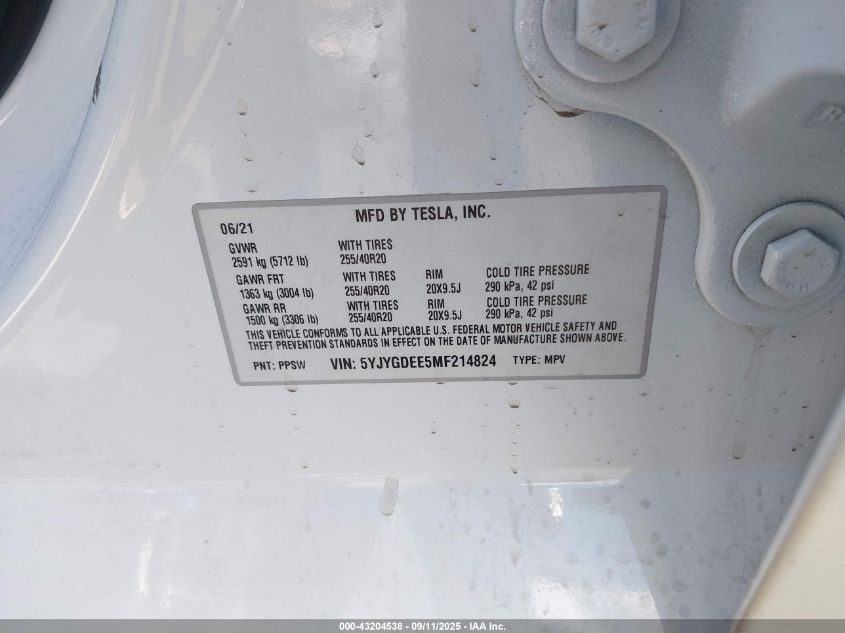 MFD BY TESLA, INC.
06/21
GVWR WITH TIRES
2591 kg (5712 lb) 255/40R20
GAWR FRT WITH TIRES RIM COLD TIRE PRESSURE
1363 kg (3004 lb) 255/40R20 20X9.5J 290 kPa, 42 psi
GAWR RR WITH TIRES RIM COLD TIRE PRESSURE
1500 kg (3306 lb) 255/40R20 20X9.5J 290 kPa, 42 psi
THIS VEHICLE CONFORMS TO ALL APPLICABLE U.S. FEDERAL MOTOR VEHICLE SAFETY AND
THEFT PREVENTION STANDARDS IN EFFECT ON THE DATE OF MANUFACTURE SHOWN ABOVE.
PNT: PPSW VIN: 5YJYGDEE5MF214824 TYPE: MPV
000-43204538 - 09/11/2025 - IAA Inc.